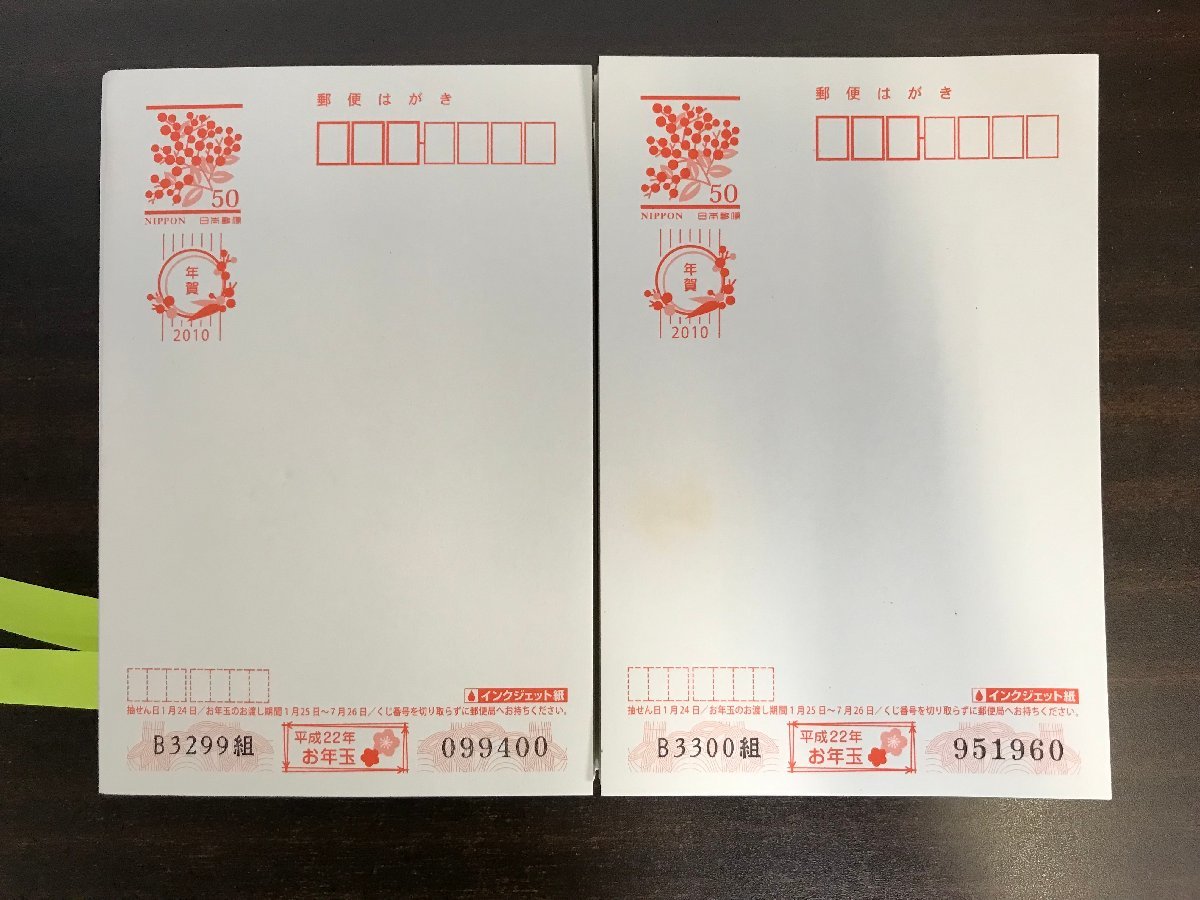 郵便はがき
50
NIPPON 日本郵便
年賀
2010
インクジェット紙
抽せん日1月24日/お年玉のお渡し期間1月25日~7月26日/くじ番号を切り取らずに郵便局へお持ちください。
B3299組
平成22年
お年玉
099400
郵便はがき
50
NIPPON 日本郵便
年賀
2010
インクジェット紙
抽せん日1月24日/お年玉のお渡し期間1月25日~7月26日/くじ番号を切り取らずに郵便局へお持ちください。
B3300組
平成22年
お年玉
951960